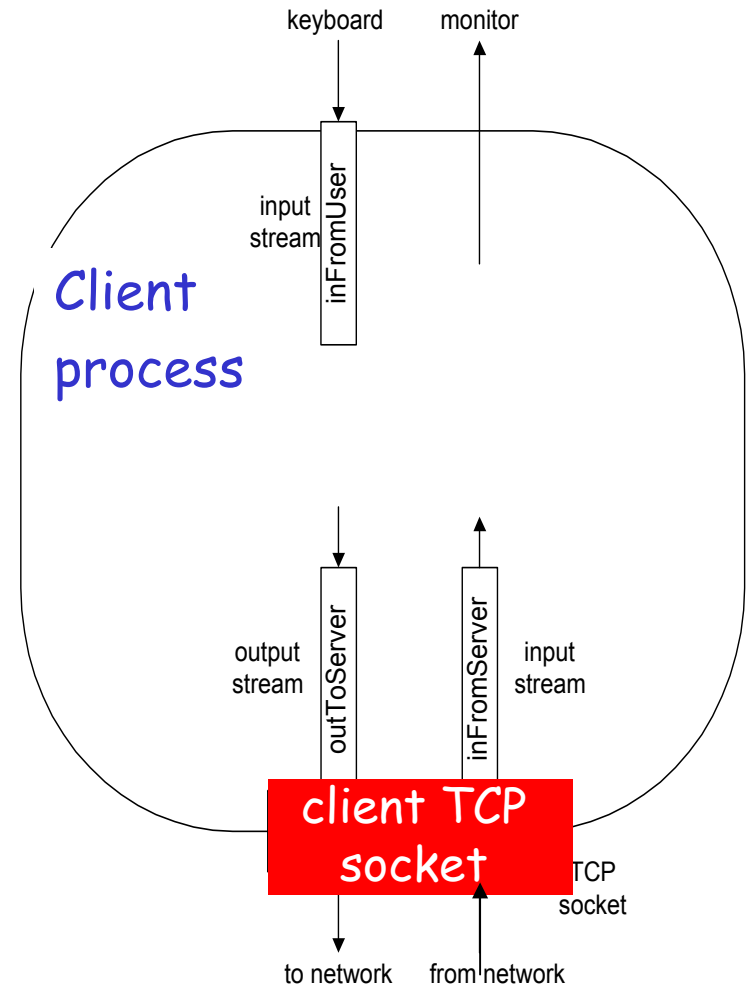 keyboard monitor
input
stream
inFromUser
Client
process
output
stream
outToServer
inFromServer
input
stream
client TCP
socket
TCP
socket
to network from network